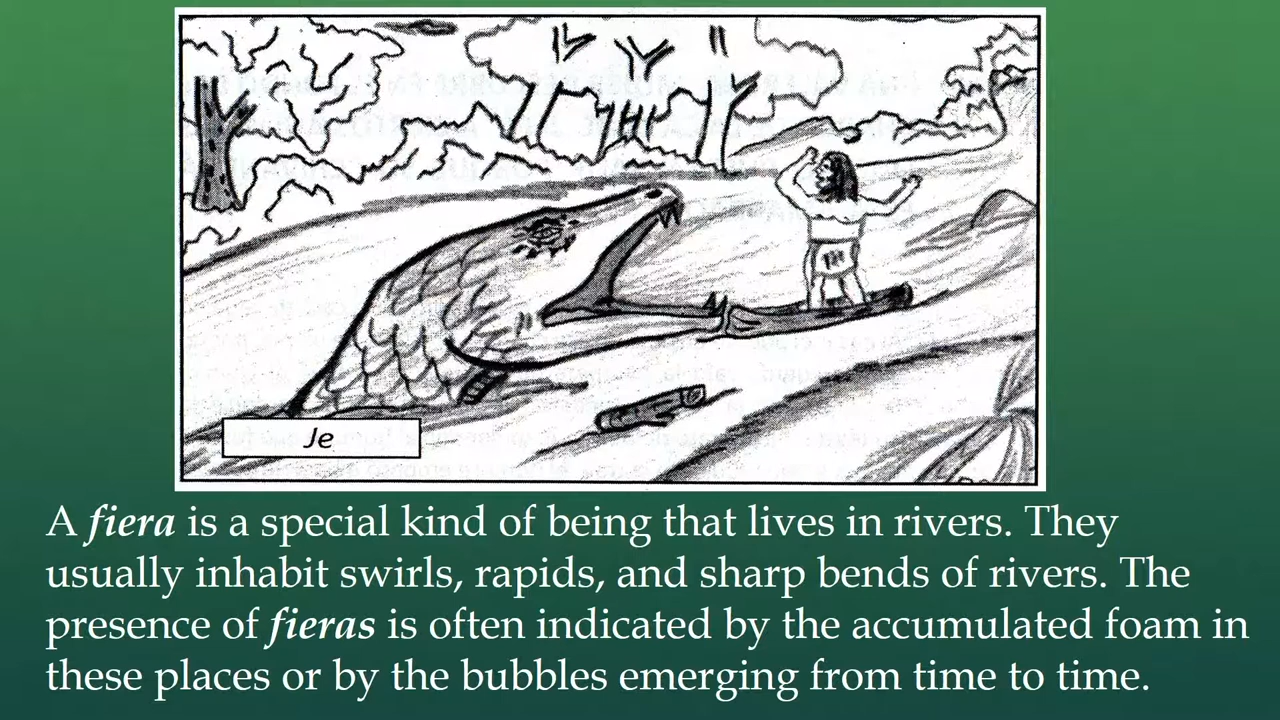 Je
A fiera is a special kind of being that lives in rivers. They
usually inhabit swirls, rapids, and sharp bends of rivers. The
presence of fieras is often indicated by the accumulated foam in
these places or by the bubbles emerging from time to time.